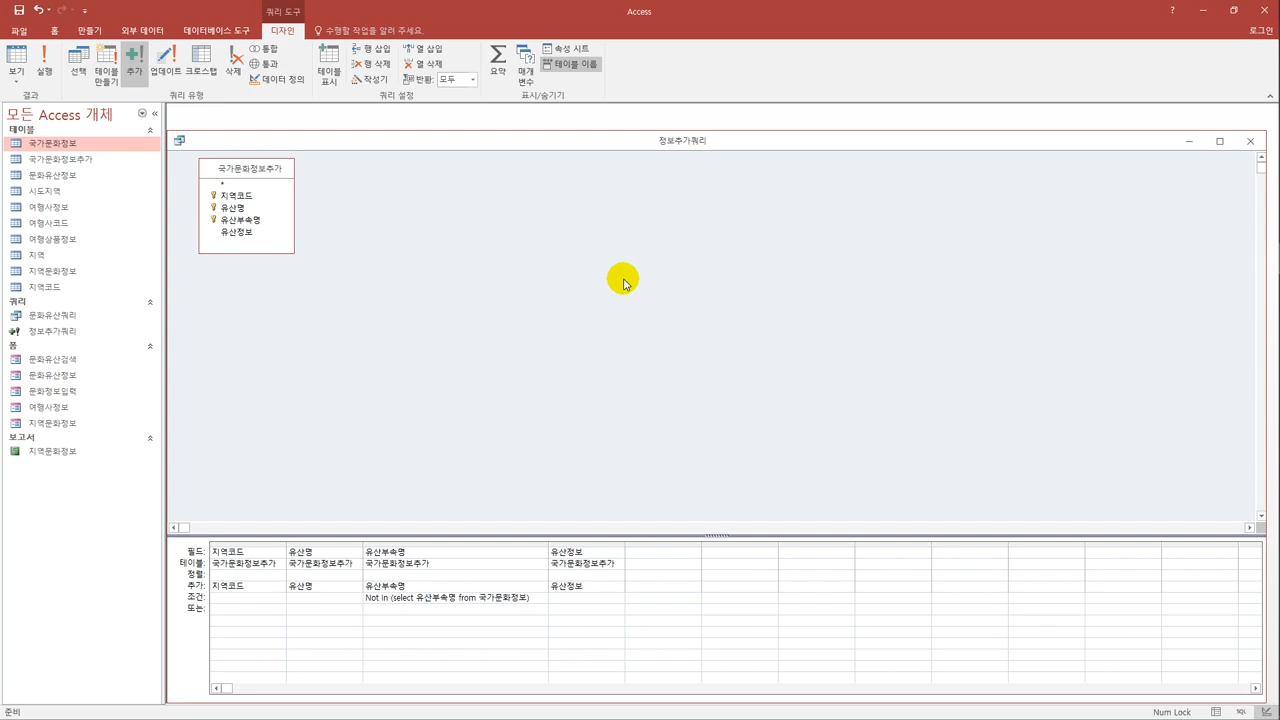 쿼리 도구
Access
?
로그인
파일
홈
만들기
외부 데이터
데이터베이스 도구
디자인
수행할 작업을 알려 주세요.
보기
실행
선택
테이블 만들기
추가
업데이트
크로스탭
삭제
통합
통과
데이터 정의
테이블 표시
행 삽입
행 삭제
작성기
열 삽입
열 삭제
반환: 모두
요약
매개 변수
속성 시트
테이블 이름
결과
쿼리 유형
쿼리 설정
표시/숨기기
모든 Access 개체
테이블
국가문화정보
국가문화정보추가
문화유산정보
시도지역
여행사정보
여행사코드
여행상품정보
지역
지역문화정보
지역코드
쿼리
문화유산쿼리
정보추가쿼리
폼
문화유산검색
문화유산정보
문화정보입력
여행사정보
지역문화정보
보고서
지역문화정보
정보추가쿼리
국가문화정보추가
*
지역코드
유산명
유산부속명
유산정보
필드: 지역코드 유산명 유산부속명 유산정보
테이블: 국가문화정보추가 국가문화정보추가 국가문화정보추가 국가문화정보추가
정렬:
추가: 지역코드 유산명 유산부속명 유산정보
조건: Not In (select 유산부속명 from 국가문화정보)
또는:
준비
Num Lock
SQL